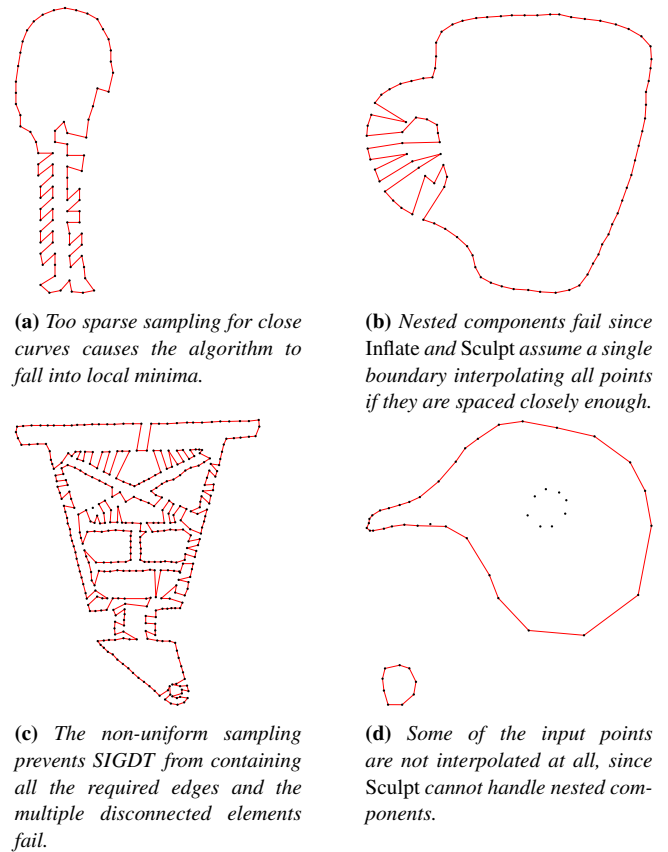 (a) Too sparse sampling for close
curves causes the algorithm to
fall into local minima.
(b) Nested components fail since
Inflate and Sculpt assume a single
boundary interpolating all points
if they are spaced closely enough.
(c) The non-uniform sampling
prevents SIGDT from containing
all the required edges and the
multiple disconnected elements
fail.
(d) Some of the input points
are not interpolated at all, since
Sculpt cannot handle nested com-
ponents.